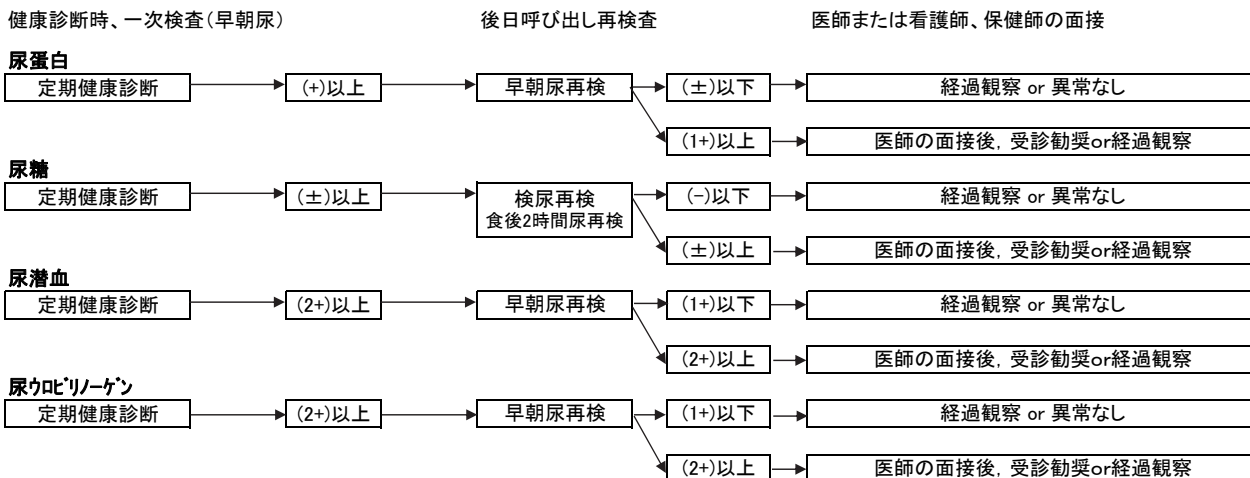 健康診断時、一次検査(早朝尿)
後日呼び出し再検査
医師または看護師、保健師の面接
尿蛋白
定期健康診断
(+)以上
早朝尿再検
(±)以下
経過観察 or 異常なし
(1+)以上
医師の面接後, 受診勧奨or経過観察
尿糖
定期健康診断
(±)以上
検尿再検
食後2時間尿再検
(-)以下
経過観察 or 異常なし
(±)以上
医師の面接後, 受診勧奨or経過観察
尿潜血
定期健康診断
(2+)以上
早朝尿再検
(1+)以下
経過観察 or 異常なし
(2+)以上
医師の面接後, 受診勧奨or経過観察
尿ウロビリノーゲン
定期健康診断
(2+)以上
早朝尿再検
(1+)以下
経過観察 or 異常なし
(2+)以上
医師の面接後, 受診勧奨or経過観察